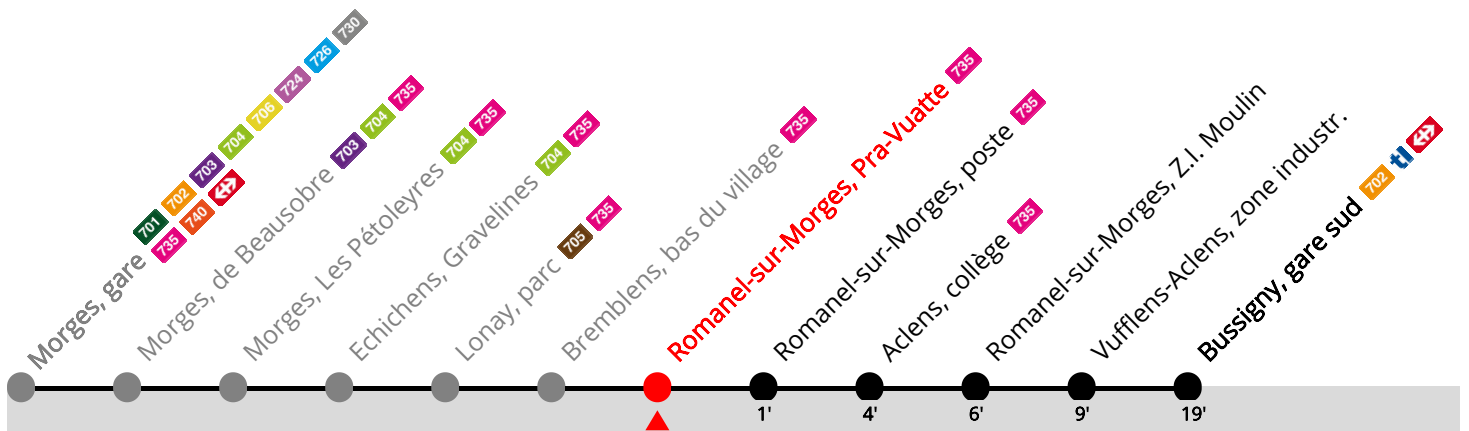 Morges, gare 701 702 703 704 706 724 726 730
735 740
Morges, de Beausobre 703 704 735
Morges, Les Pétoleyres 704 735
Echichens, Gravelines 704 735
Lonay, parc 705 735
Bremblens, bas du village 735
Romanel-sur-Morges, Pra-Vuatte 735
Romanel-sur-Morges, poste 735
Aclens, collège 735
Romanel-sur-Morges, Z.I. Moulin
Vufflens-Aclens, zone industr.
Bussigny, gare sud 702 tl
1' 4' 6' 9' 19'